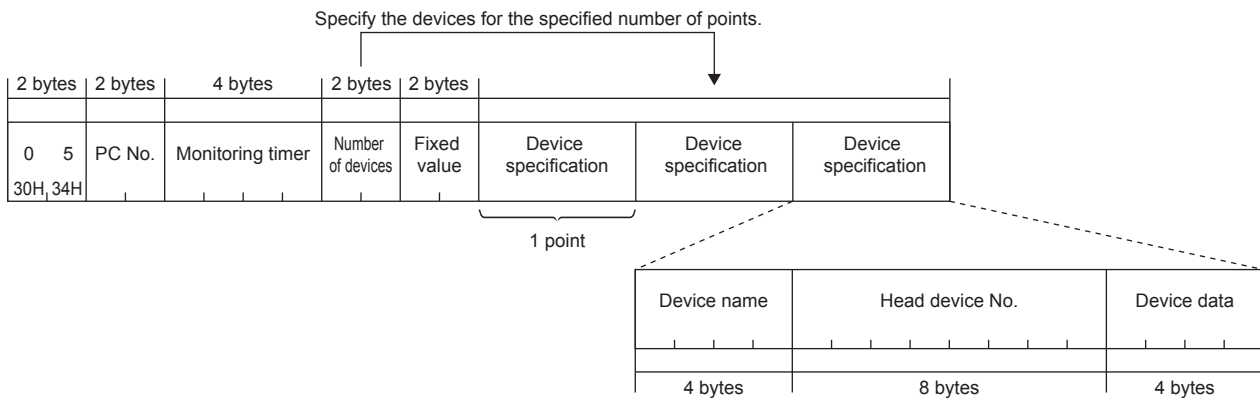 Specify the devices for the specified number of points.
2 bytes 2 bytes 4 bytes 2 bytes 2 bytes
0 5
30H 34H
PC No.
Monitoring timer
Number
of devices
Fixed
value
Device
specification
Device
specification
Device
specification
1 point
Device name
Head device No.
Device data
4 bytes 8 bytes 4 bytes